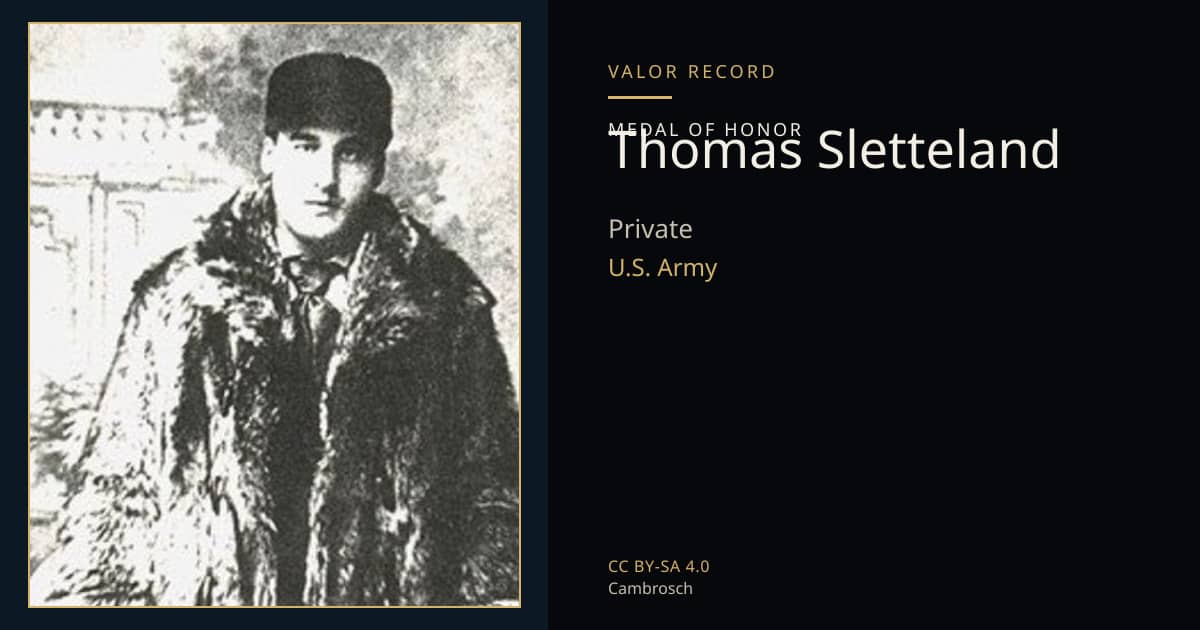 VALOR RECORD
MEDAL OF HONOR
Thomas Sletteland
Private
U.S. Army
CC BY-SA 4.0
Cambrosch